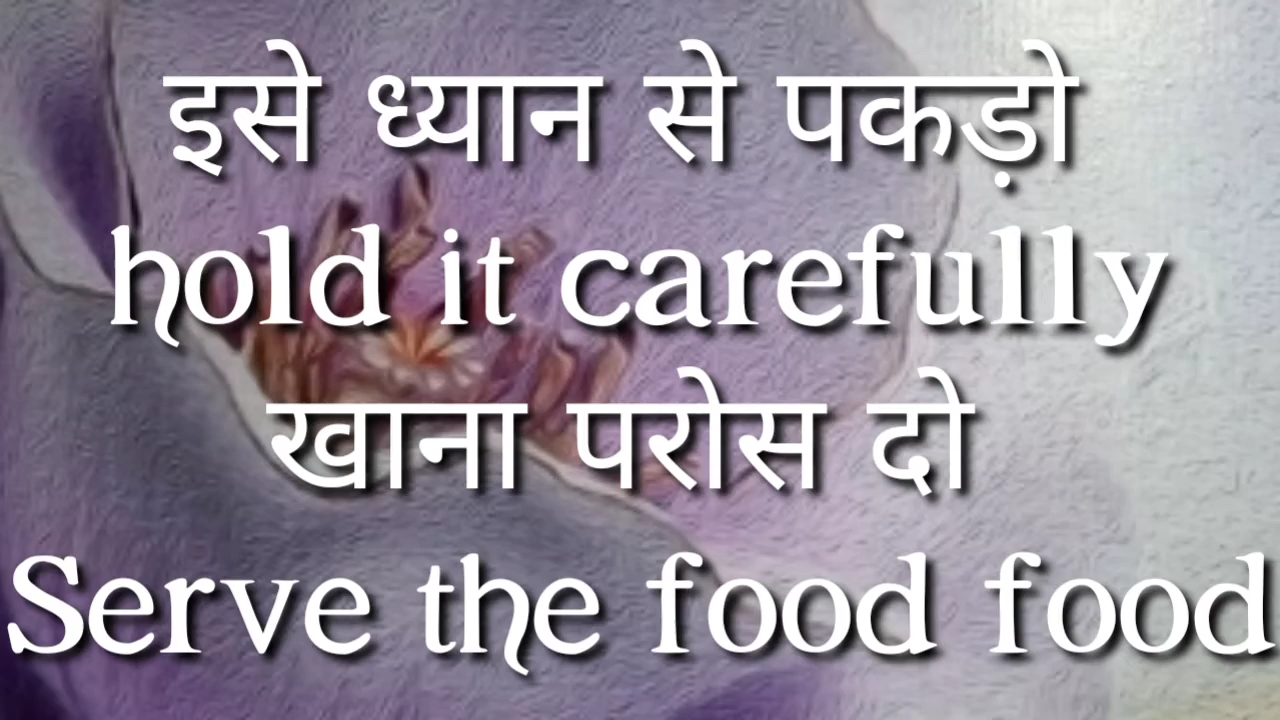 इसे ध्यान से पकड़ो
hold it carefully
खाना परोस दो
Serve the food food